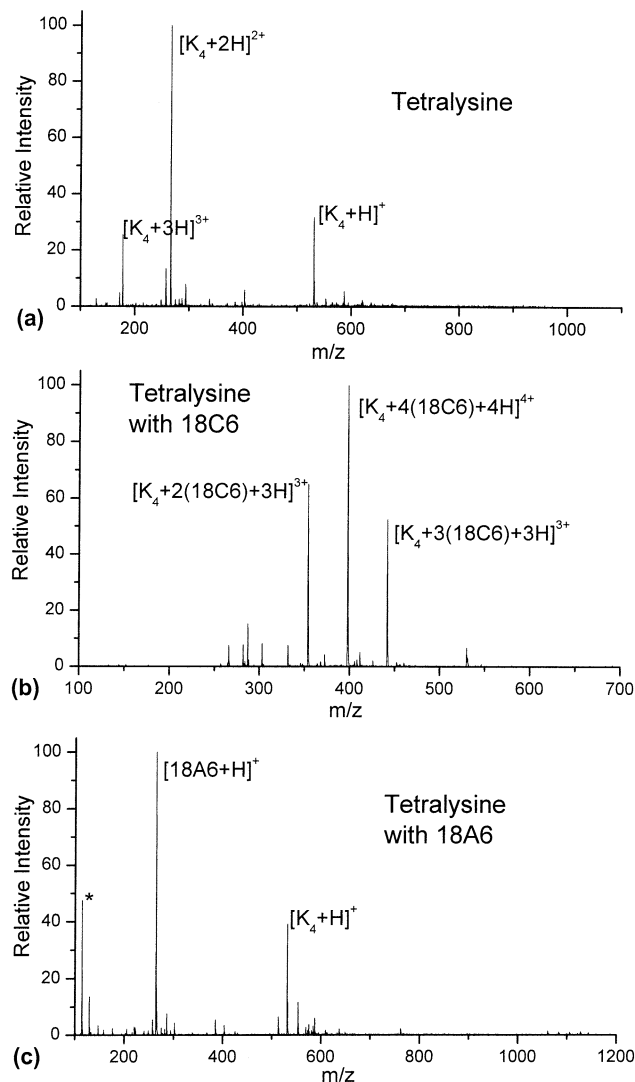 100
80
60
40
20
0
Relative Intensity
[K₄+2H]²⁺
Tetralysine
[K₄+3H]³⁺
[K₄+H]⁺
200 400 600 800 1000
m/z
(a)
100
80
60
40
20
0
Relative Intensity
Tetralysine
with 18C6
[K₄+4(18C6)+4H]⁴⁺
[K₄+2(18C6)+3H]³⁺
[K₄+3(18C6)+3H]³⁺
100 200 300 400 500 600 700
m/z
(b)
100
80
60
40
20
0
Relative Intensity
[18A6+H]⁺
Tetralysine
with 18A6
*
[K₄+H]⁺
200 400 600 800 1000 1200
m/z
(c)